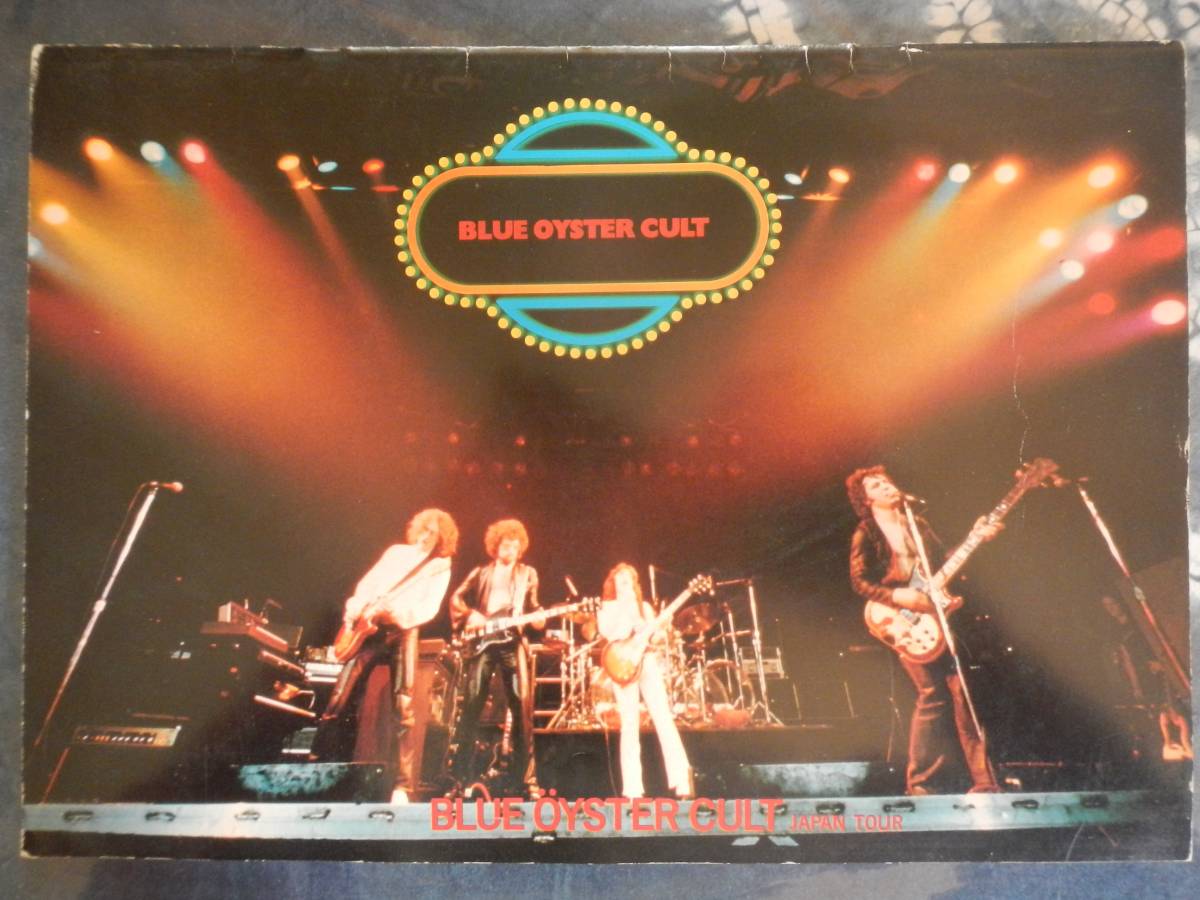 BLUE OYSTER CULT
BLUE ÖYSTER CULT JAPAN TOUR